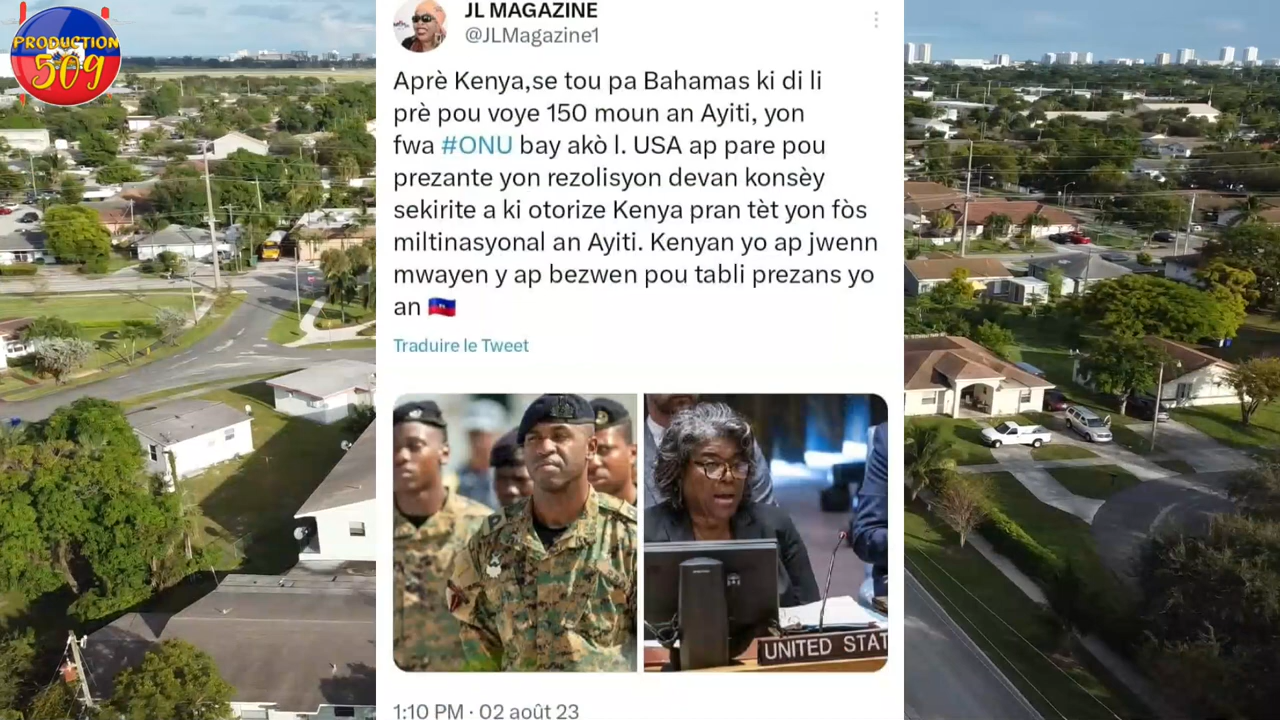 PRODUCTION
509
JL MAGAZINE
@JLMagazine1
Aprè Kenya,se tou pa Bahamas ki di li
prè pou voye 150 moun an Ayiti, yon
fwa #ONU bay akò l. USA ap pare pou
prezante yon rezolisyon devan konsèy
sekirite a ki otorize Kenya pran tèt yon fòs
miltinasyonal an Ayiti. Kenyan yo ap jwenn
mwayen y ap bezwen pou tabli prezans yo
an 🇭🇹
Traduire le Tweet
UNITED STAT
1:10 PM · 02 août 23